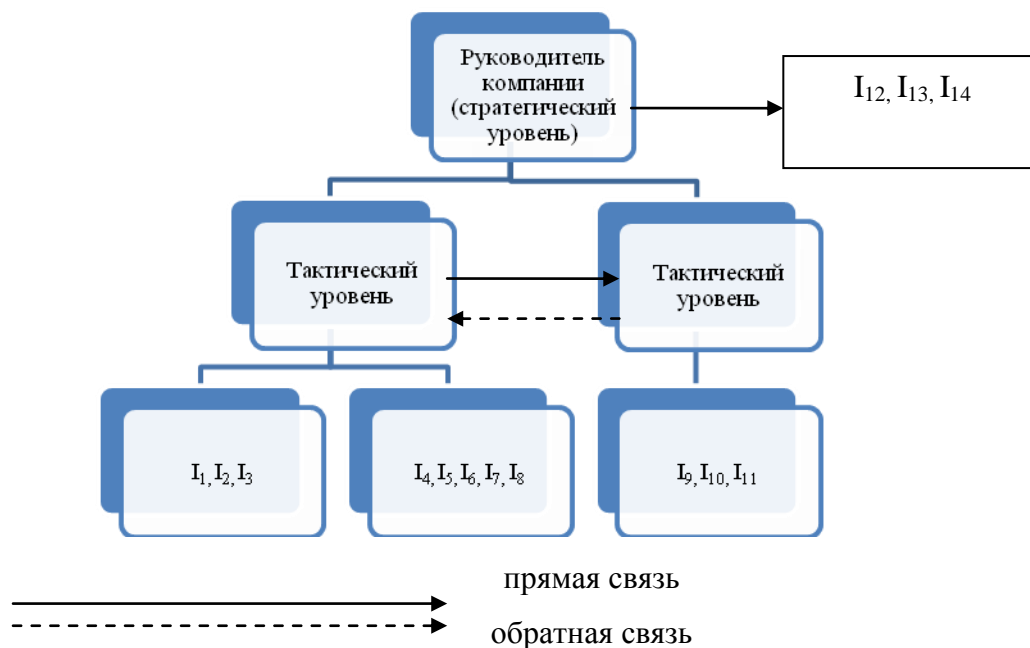 Руководитель
компании
(стратегический
уровень)
I₁₂, I₁₃, I₁₄
Тактический
уровень
Тактический
уровень
I₁, I₂, I₃
I₄, I₅, I₆, I₇, I₈
I₉, I₁₀, I₁₁
прямая связь
обратная связь